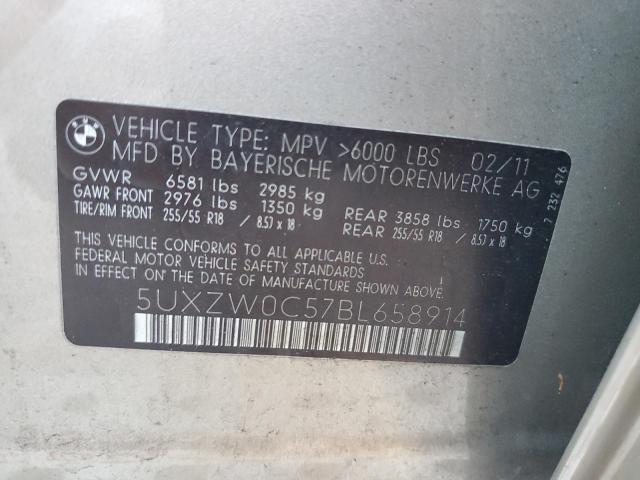 BMW
VEHICLE TYPE: MPV >6000 LBS 02/11
MFD BY BAYERISCHE MOTORENWERKE AG
GVWR 6581 lbs 2985 kg
GAWR FRONT 2976 lbs 1350 kg REAR 3858 lbs 1750 kg
TIRE/RIM FRONT 255/55 R18 / 8.5J x 18 REAR 255/55 R18 / 8.5J x 18
THIS VEHICLE CONFORMS TO ALL APPLICABLE U.S.
FEDERAL MOTOR VEHICLE SAFETY STANDARDS
IN EFFECT ON THE DATE OF MANUFACTURE SHOWN ABOVE.
5UXZW0C57BL658914
7 232 476